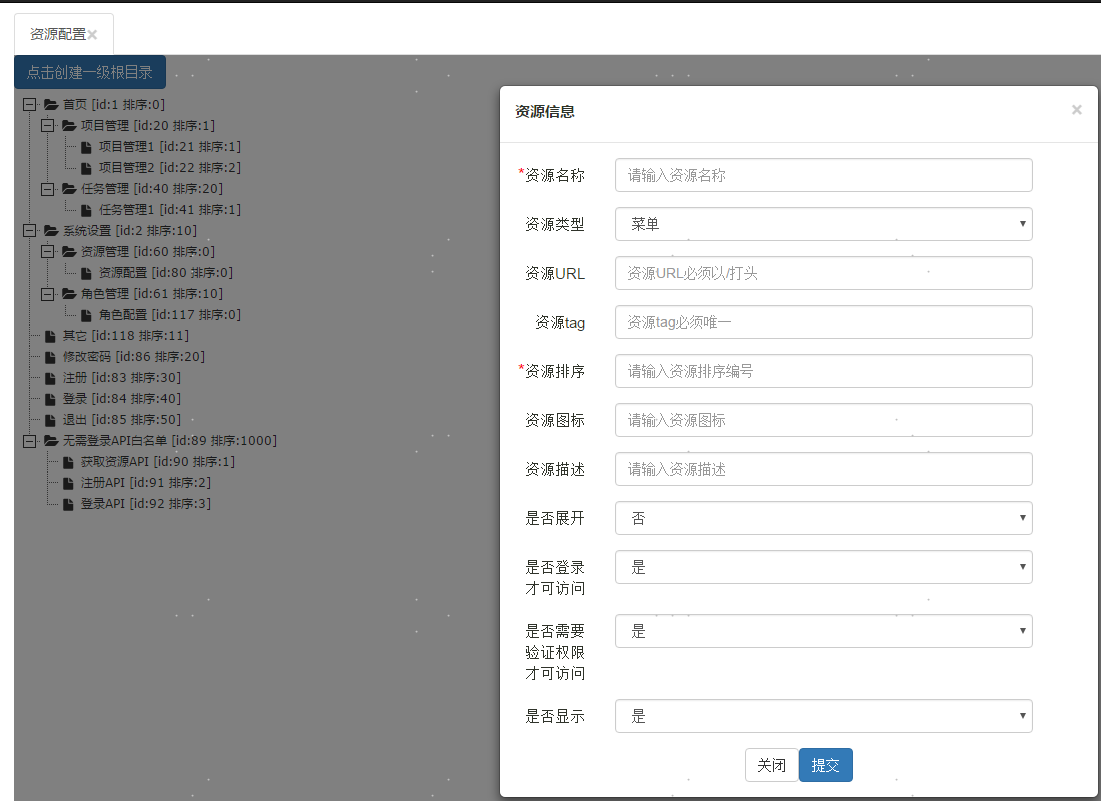 资源配置×
点击创建一级根目录
首页 [id:1 排序:0]
项目管理 [id:20 排序:1]
项目管理1 [id:21 排序:1]
项目管理2 [id:22 排序:2]
任务管理 [id:40 排序:20]
任务管理1 [id:41 排序:1]
系统设置 [id:2 排序:10]
资源管理 [id:60 排序:0]
资源配置 [id:80 排序:0]
角色管理 [id:61 排序:10]
角色配置 [id:117 排序:0]
其它 [id:118 排序:11]
修改密码 [id:86 排序:20]
注册 [id:83 排序:30]
登录 [id:84 排序:40]
退出 [id:85 排序:50]
无需登录API白名单 [id:89 排序:1000]
获取资源API [id:90 排序:1]
注册API [id:91 排序:2]
登录API [id:92 排序:3]
资源信息 ×
*资源名称 请输入资源名称
资源类型 菜单
资源URL 资源URL必须以/打头
资源tag 资源tag必须唯一
*资源排序 请输入资源排序编号
资源图标 请输入资源图标
资源描述 请输入资源描述
是否展开 否
是否登录 是
才可访问
是否需要 是
验证权限
才可访问
是否显示 是
关闭 提交